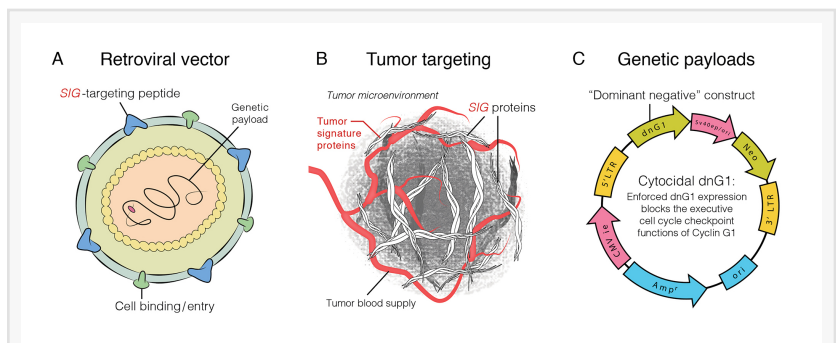 A Retroviral vector
SIG-targeting peptide
Genetic
payload
Cell binding/entry
B Tumor targeting
Tumor microenvironment
SIG proteins
Tumor
signature
proteins
Tumor blood supply
C Genetic payloads
“Dominant negative” construct
dnG1
Sv40ep/ori
Neo
3' LTR
ori
Ampʳ
CMV ie
5'LTR
Cytocidal dnG1:
Enforced dnG1 expression
blocks the executive
cell cycle checkpoint
functions of Cyclin G1